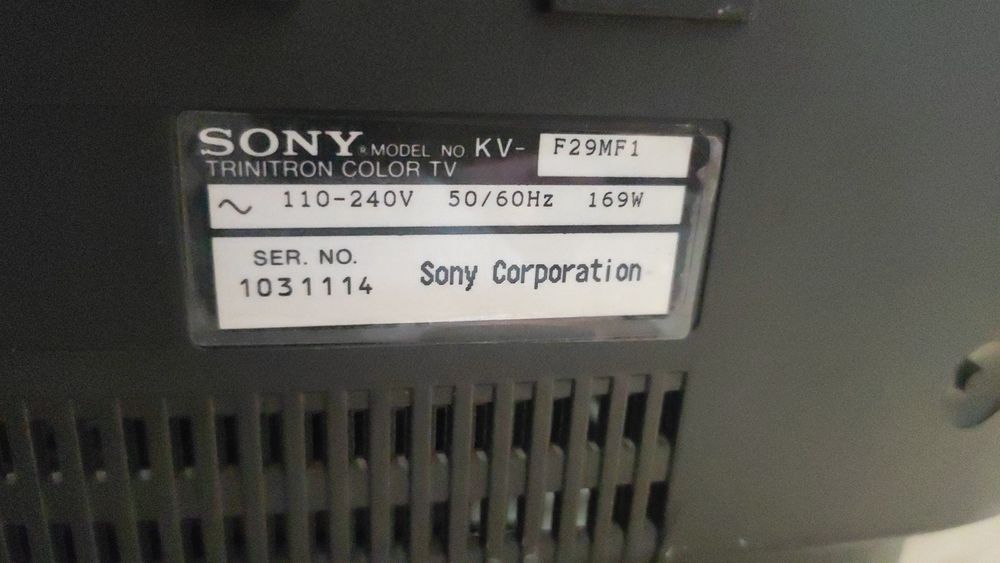 SONY® MODEL NO. KV- F29MF1
TRINITRON COLOR TV
~ 110-240V 50/60Hz 169W
SER. NO.
1031114 Sony Corporation